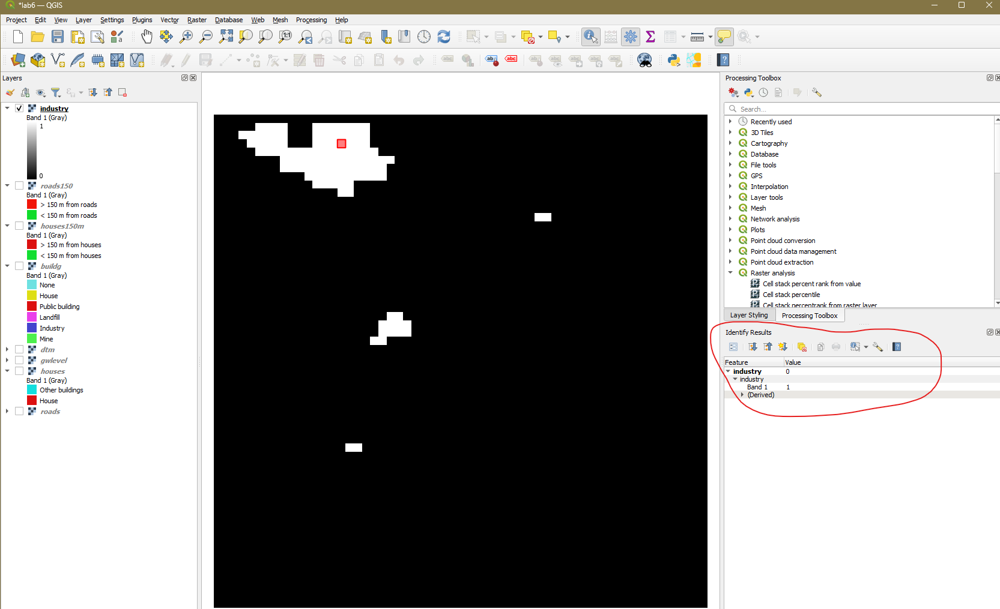 *lab6 — QGIS
Project Edit View Layer Settings Plugins Vector Raster Database Web Mesh Processing Help
Layers
industry
Band 1 (Gray)
1
0
roads150
Band 1 (Gray)
> 150 m from roads
< 150 m from roads
houses150m
Band 1 (Gray)
> 150 m from houses
< 150 m from houses
buildg
Band 1 (Gray)
None
House
Public building
Landfill
Industry
Mine
dtm
gwlevel
houses
Band 1 (Gray)
Other buildings
House
roads
Processing Toolbox
Search...
Recently used
3D Tiles
Cartography
Database
File tools
GPS
Interpolation
Layer tools
Mesh
Network analysis
Plots
Point cloud conversion
Point cloud data management
Point cloud extraction
Raster analysis
Cell stack percent rank from value
Cell stack percentile
Cell stack percentrank from raster layer
Layer Styling Processing Toolbox
Identify Results
Feature Value
industry 0
industry
Band 1 1
(Derived)